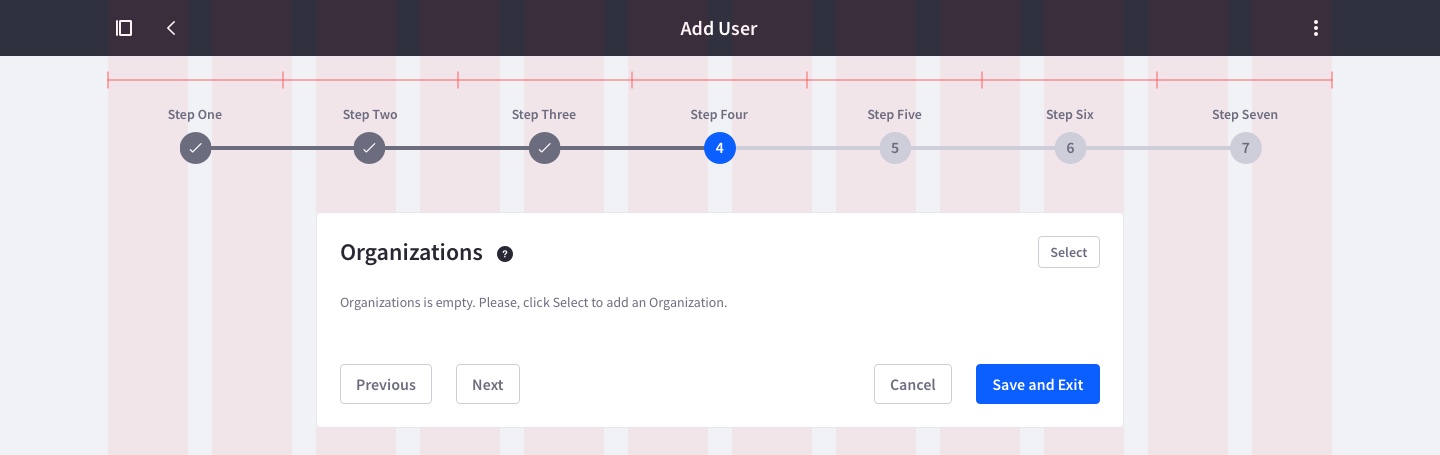 Add User
Step One
Step Two
Step Three
Step Four
Step Five
Step Six
Step Seven
4
5
6
7
Organizations ?
Select
Organizations is empty. Please, click Select to add an Organization.
Previous
Next
Cancel
Save and Exit